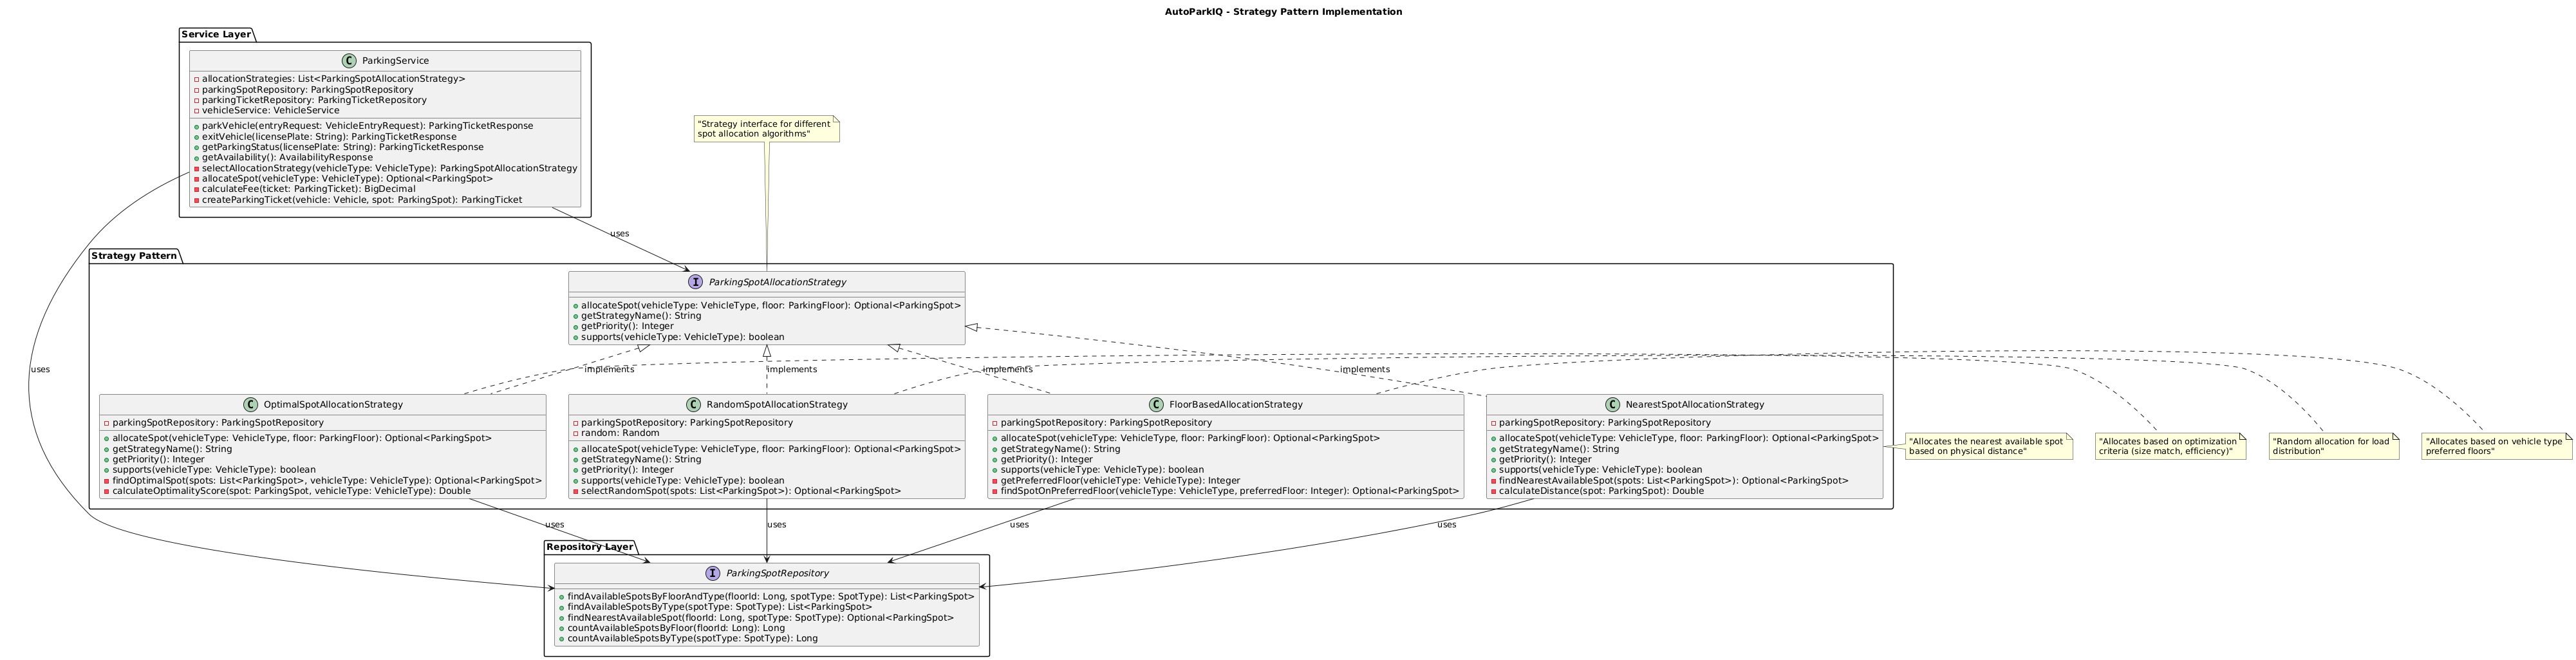 AutoParkIQ - Strategy Pattern Implementation
Service Layer
C ParkingService
allocationStrategies: List<ParkingSpotAllocationStrategy>
parkingSpotRepository: ParkingSpotRepository
parkingTicketRepository: ParkingTicketRepository
vehicleService: VehicleService
parkVehicle(entryRequest: VehicleEntryRequest): ParkingTicketResponse
exitVehicle(licensePlate: String): ParkingTicketResponse
getParkingStatus(licensePlate: String): ParkingTicketResponse
getAvailability(): AvailabilityResponse
selectAllocationStrategy(vehicleType: VehicleType): ParkingSpotAllocationStrategy
allocateSpot(vehicleType: VehicleType): Optional<ParkingSpot>
calculateFee(ticket: ParkingTicket): BigDecimal
createParkingTicket(vehicle: Vehicle, spot: ParkingSpot): ParkingTicket
"Strategy interface for different
spot allocation algorithms"
uses
uses
Strategy Pattern
I ParkingSpotAllocationStrategy
allocateSpot(vehicleType: VehicleType, floor: ParkingFloor): Optional<ParkingSpot>
getStrategyName(): String
getPriority(): Integer
supports(vehicleType: VehicleType): boolean
implements
implements
implements
implements
C OptimalSpotAllocationStrategy
parkingSpotRepository: ParkingSpotRepository
allocateSpot(vehicleType: VehicleType, floor: ParkingFloor): Optional<ParkingSpot>
getStrategyName(): String
getPriority(): Integer
supports(vehicleType: VehicleType): boolean
findOptimalSpot(spots: List<ParkingSpot>, vehicleType: VehicleType): Optional<ParkingSpot>
calculateOptimalityScore(spot: ParkingSpot, vehicleType: VehicleType): Double
C RandomSpotAllocationStrategy
parkingSpotRepository: ParkingSpotRepository
random: Random
allocateSpot(vehicleType: VehicleType, floor: ParkingFloor): Optional<ParkingSpot>
getStrategyName(): String
getPriority(): Integer
supports(vehicleType: VehicleType): boolean
selectRandomSpot(spots: List<ParkingSpot>): Optional<ParkingSpot>
C FloorBasedAllocationStrategy
parkingSpotRepository: ParkingSpotRepository
allocateSpot(vehicleType: VehicleType, floor: ParkingFloor): Optional<ParkingSpot>
getStrategyName(): String
getPriority(): Integer
supports(vehicleType: VehicleType): boolean
getPreferredFloor(vehicleType: VehicleType): Integer
findSpotOnPreferredFloor(vehicleType: VehicleType, preferredFloor: Integer): Optional<ParkingSpot>
C NearestSpotAllocationStrategy
parkingSpotRepository: ParkingSpotRepository
allocateSpot(vehicleType: VehicleType, floor: ParkingFloor): Optional<ParkingSpot>
getStrategyName(): String
getPriority(): Integer
supports(vehicleType: VehicleType): boolean
findNearestAvailableSpot(spots: List<ParkingSpot>): Optional<ParkingSpot>
calculateDistance(spot: ParkingSpot): Double
"Allocates the nearest available spot
based on physical distance"
"Allocates based on optimization
criteria (size match, efficiency)"
"Random allocation for load
distribution"
"Allocates based on vehicle type
preferred floors"
uses
uses
uses
uses
Repository Layer
I ParkingSpotRepository
findAvailableSpotsByFloorAndType(floorId: Long, spotType: SpotType): List<ParkingSpot>
findAvailableSpotsByType(spotType: SpotType): List<ParkingSpot>
findNearestAvailableSpot(floorId: Long, spotType: SpotType): Optional<ParkingSpot>
countAvailableSpotsByFloor(floorId: Long): Long
countAvailableSpotsByType(spotType: SpotType): Long